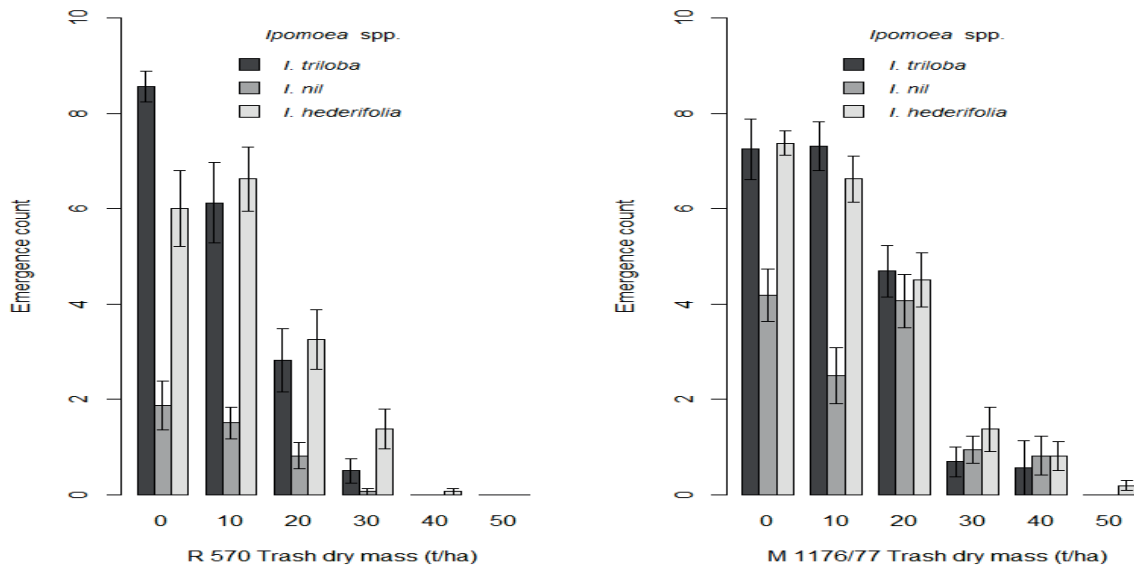 10
8
6
4
2
0
Emergence count
Ipomoea spp.
I. triloba
I. nil
I. hederifolia
0 10 20 30 40 50
R 570 Trash dry mass (t/ha)
10
8
6
4
2
0
Emergence count
Ipomoea spp.
I. triloba
I. nil
I. hederifolia
0 10 20 30 40 50
M 1176/77 Trash dry mass (t/ha)